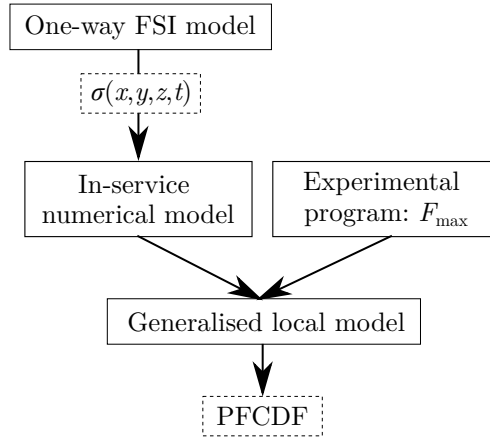 One-way FSI model
σ(x,y,z,t)
In-service
numerical model
Experimental
program: F_max
Generalised local model
PFCDF